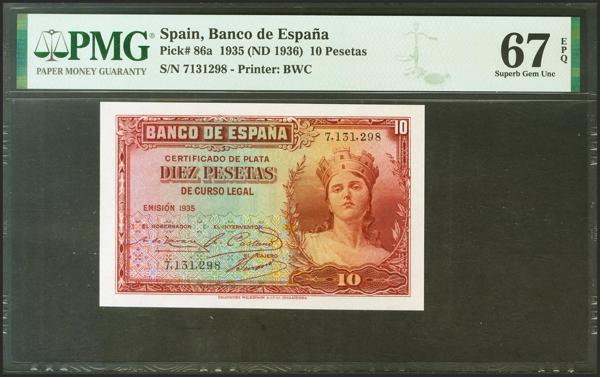 PMG
PAPER MONEY GUARANTY
Spain, Banco de España
Pick# 86a 1935 (ND 1936) 10 Pesetas
S/N 7131298 - Printer: BWC
67 EPQ
Superb Gem Unc
BANCO DE ESPAÑA
10
7.131.298
CERTIFICADO DE PLATA
DIEZ PESETAS
DE CURSO LEGAL
EMISIÓN 1935
EL GOBERNADOR
EL INTERVENTOR
EL CAJERO
7.131.298
10